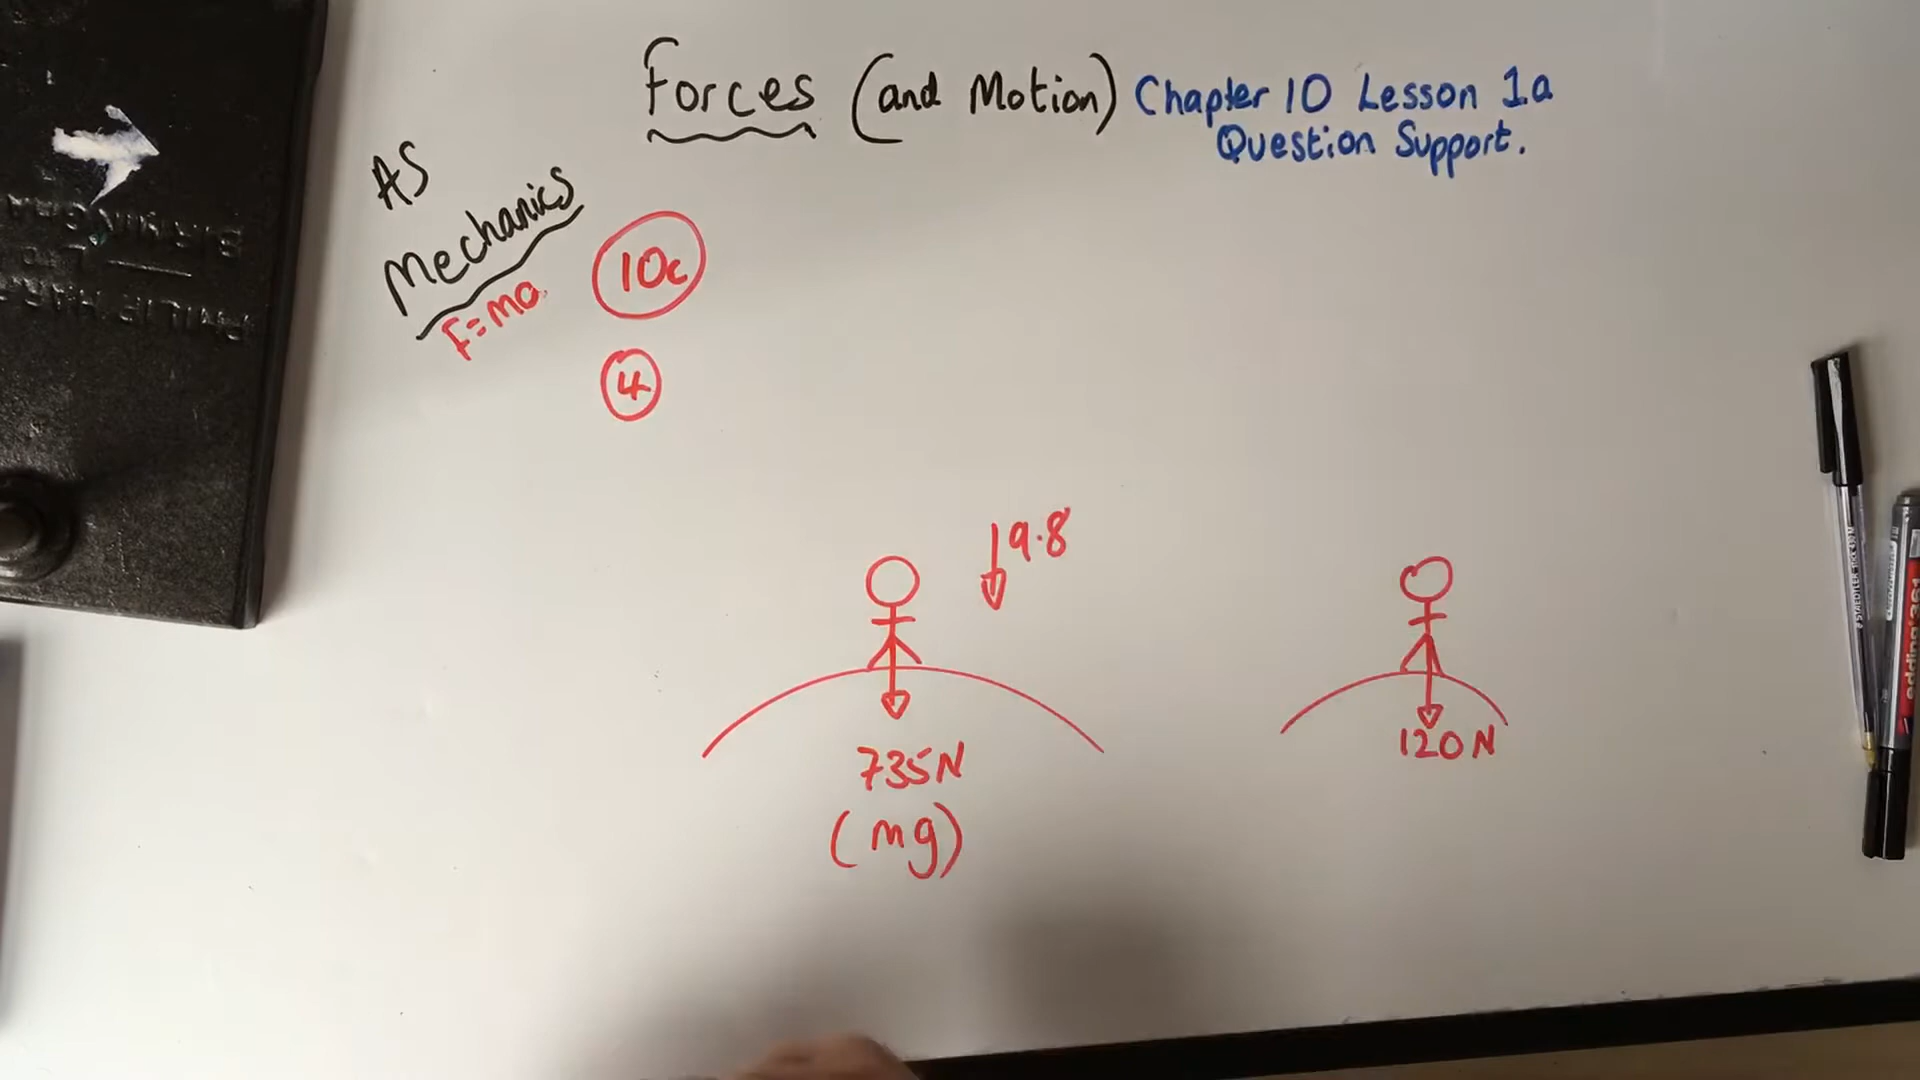 Forces (and Motion) Chapter 10 Lesson 1a
Question Support.
AS
Mechanics
F=ma
10c
4
9.8
735N
(mg)
120N